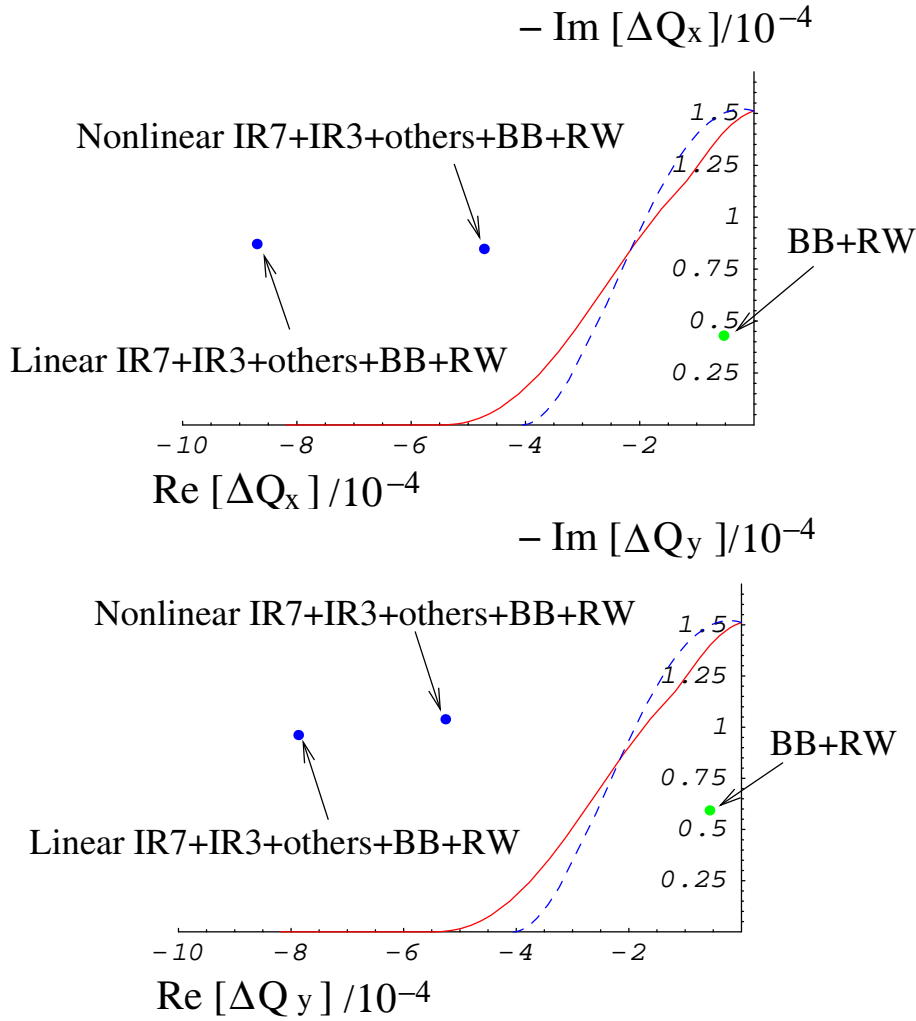 − Im [ΔQx]/10−4
1.5
Nonlinear IR7+IR3+others+BB+RW
1.25
1
BB+RW
0.75
0.5
Linear IR7+IR3+others+BB+RW
0.25
−10 −8 −6 −4 −2
Re [ΔQx] /10−4
− Im [ΔQy]/10−4
Nonlinear IR7+IR3+others+BB+RW
1.5
1.25
1
BB+RW
0.75
0.5
Linear IR7+IR3+others+BB+RW
0.25
−10 −8 −6 −4 −2
Re [ΔQ y] /10−4